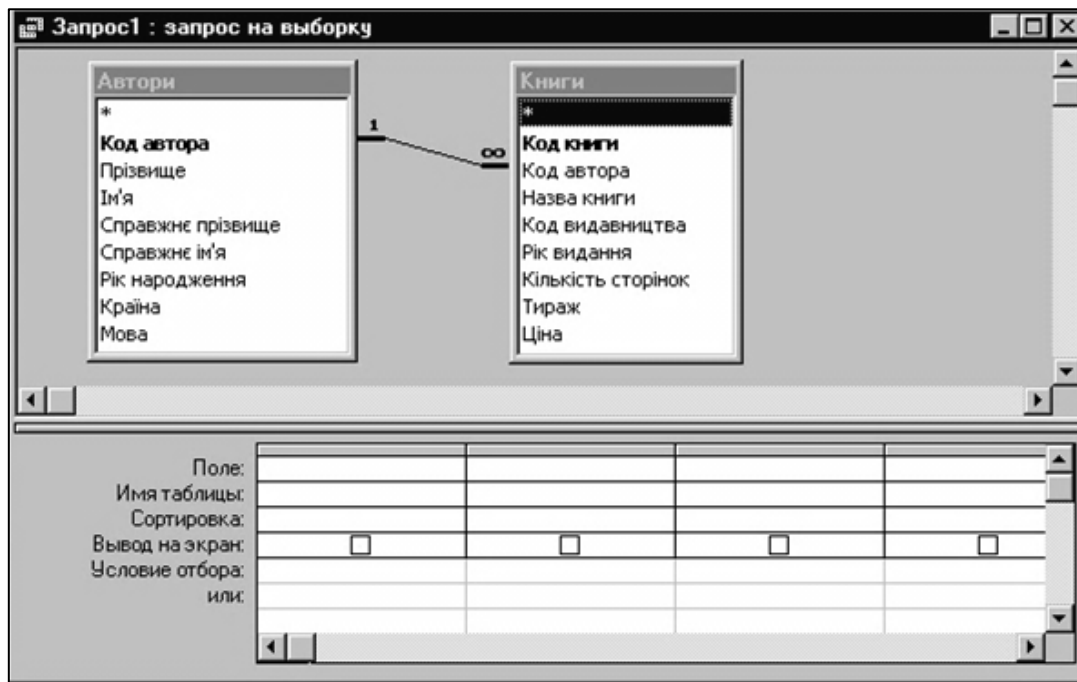 Запрос1 : запрос на выборку
Автори
*
Код автора
Прізвище
Ім'я
Справжнє прізвище
Справжнє ім'я
Рік народження
Країна
Мова
1
∞
Книги
*
Код книги
Код автора
Назва книги
Код видавництва
Рік видання
Кількість сторінок
Тираж
Ціна
Поле:
Имя таблицы:
Сортировка:
Вывод на экран:
Условие отбора:
или: